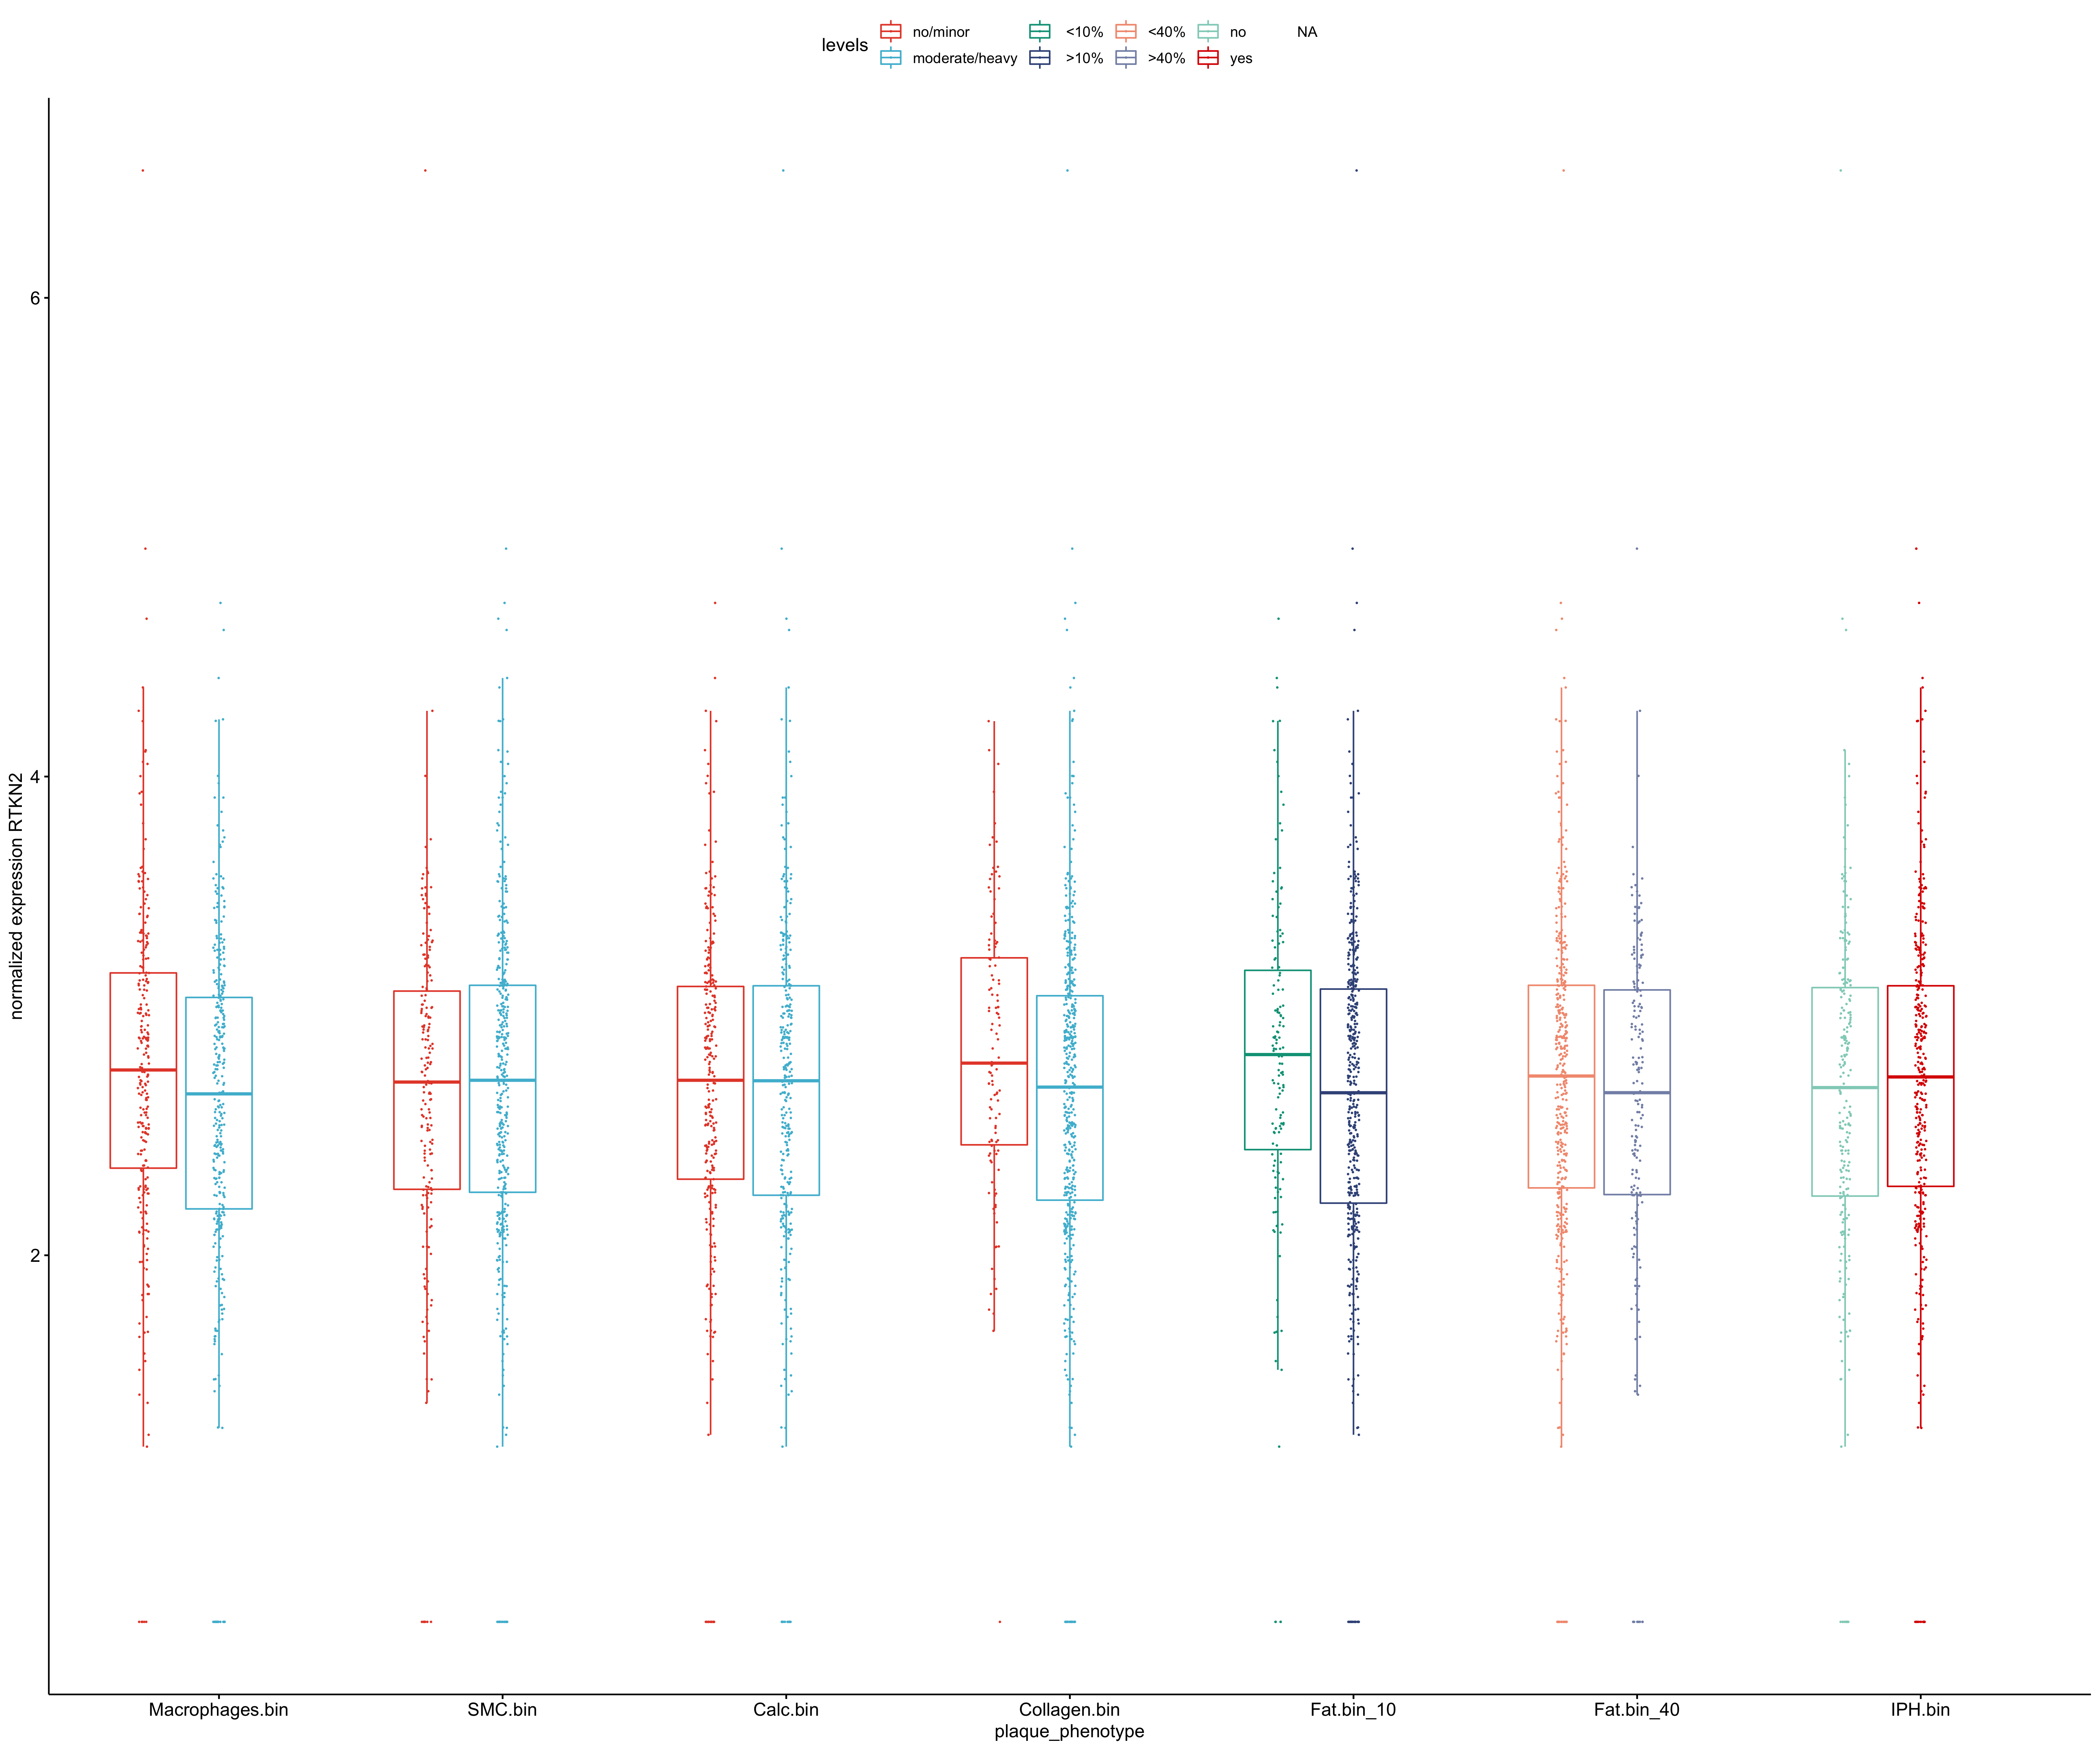 levels
no/minor <10% <40% no NA
moderate/heavy >10% >40% yes
normalized expression RTKN2
6
4
2
Macrophages.bin SMC.bin Calc.bin Collagen.bin Fat.bin_10 Fat.bin_40 IPH.bin
plaque_phenotype